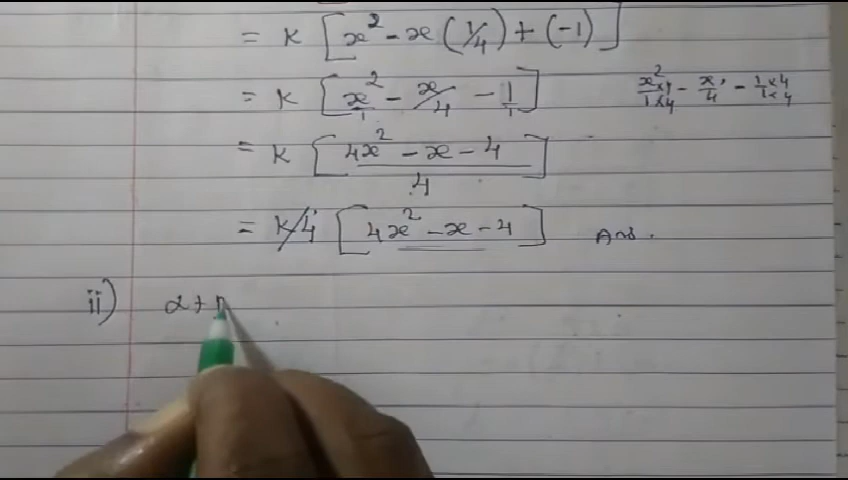 = K [x² - x (1/4) + (-1)]
= K [x²/1 - x/4 - 1/1] x²×4/1×4 - x/4 - 1×4/1×4
= K [4x² - x - 4 / 4]
= K/4 [4x² - x - 4] Ans.
ii) α +